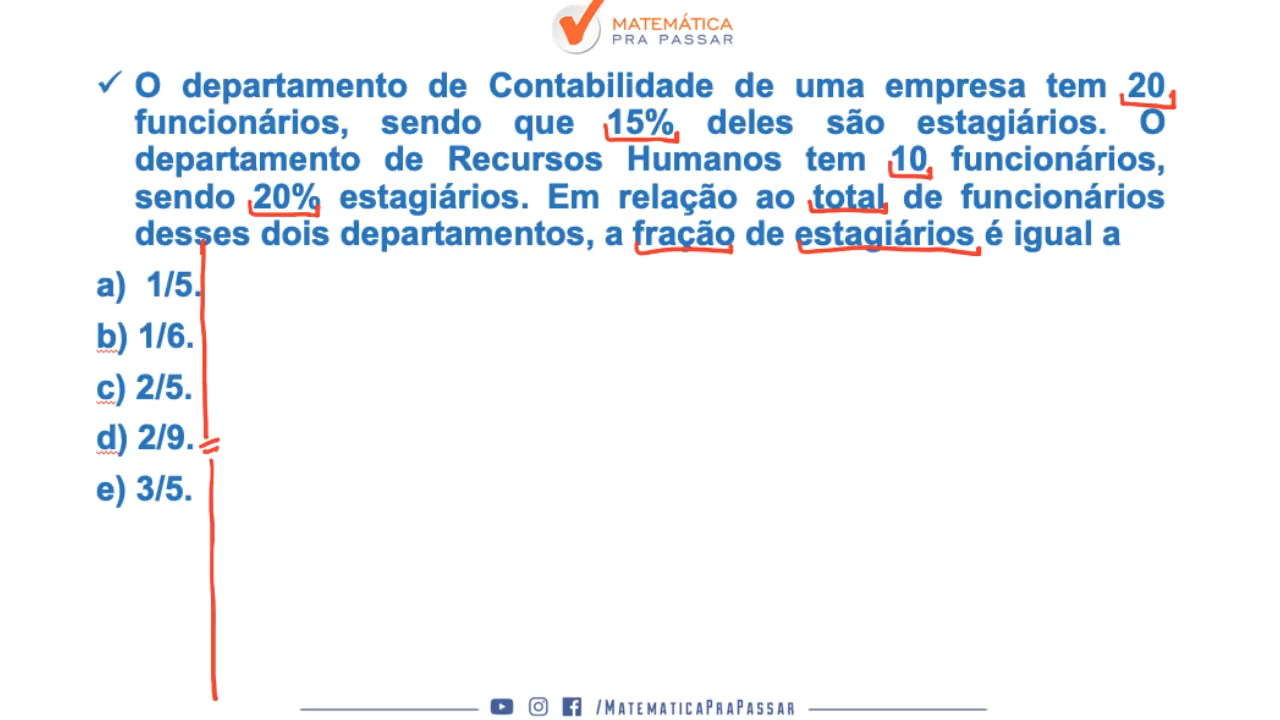 MATEMÁTICA
PRA PASSAR
✓ O departamento de Contabilidade de uma empresa tem 20
funcionários, sendo que 15% deles são estagiários. O
departamento de Recursos Humanos tem 10 funcionários,
sendo 20% estagiários. Em relação ao total de funcionários
desses dois departamentos, a fração de estagiários é igual a
a) 1/5.
b) 1/6.
c) 2/5.
d) 2/9.
e) 3/5.
/MATEMATICAPRAPASSAR